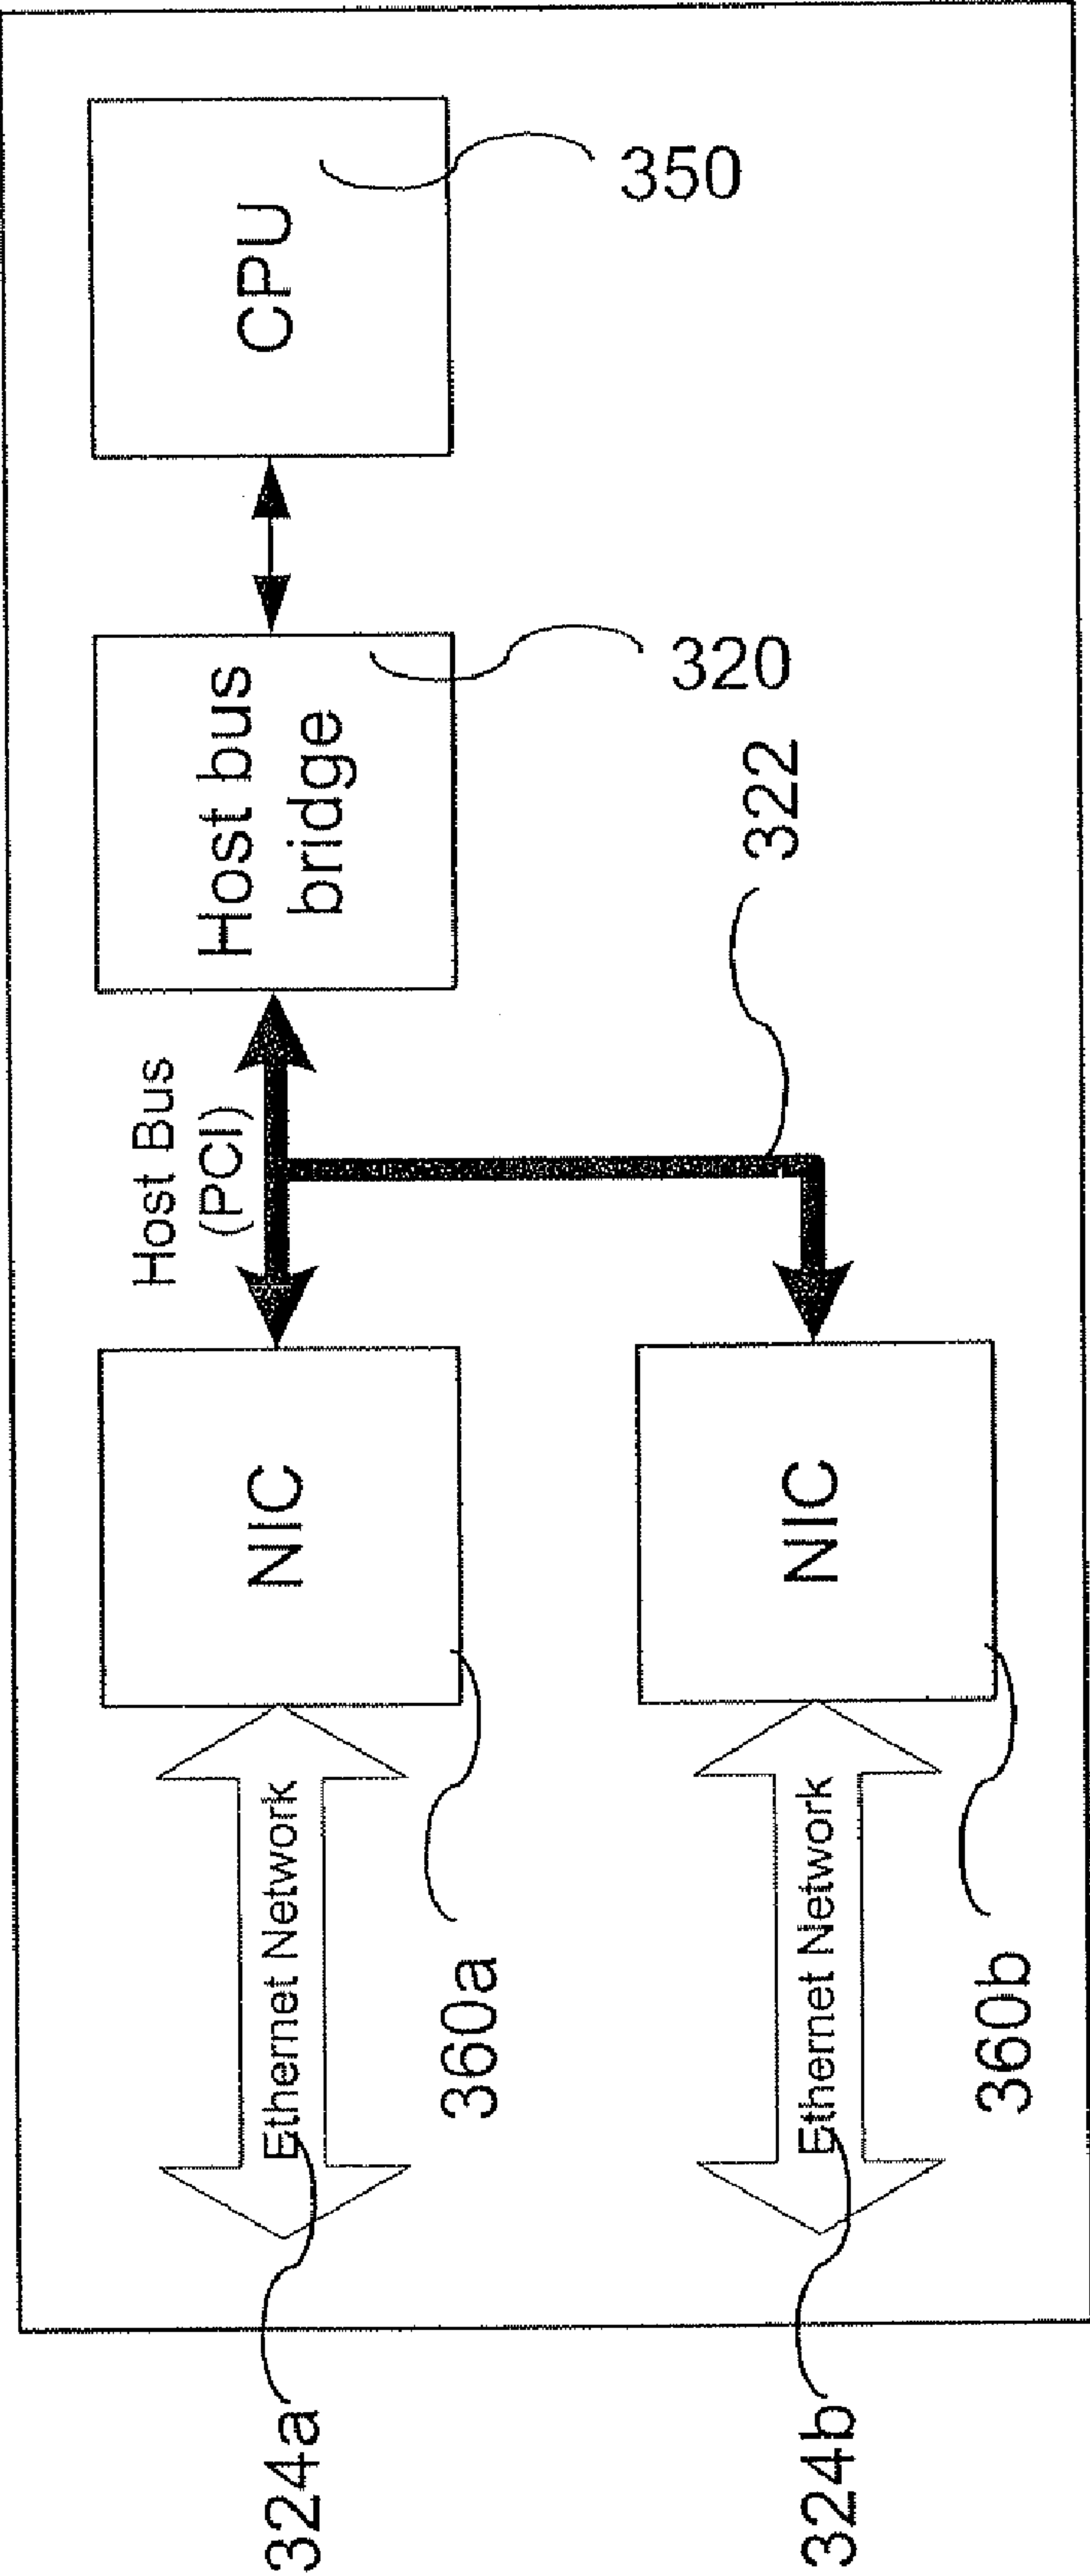 324a
Ethernet Network
360a
NIC
Host Bus
(PCI)
Host bus
bridge
320
CPU
350
322
324b
Ethernet Network
360b
NIC